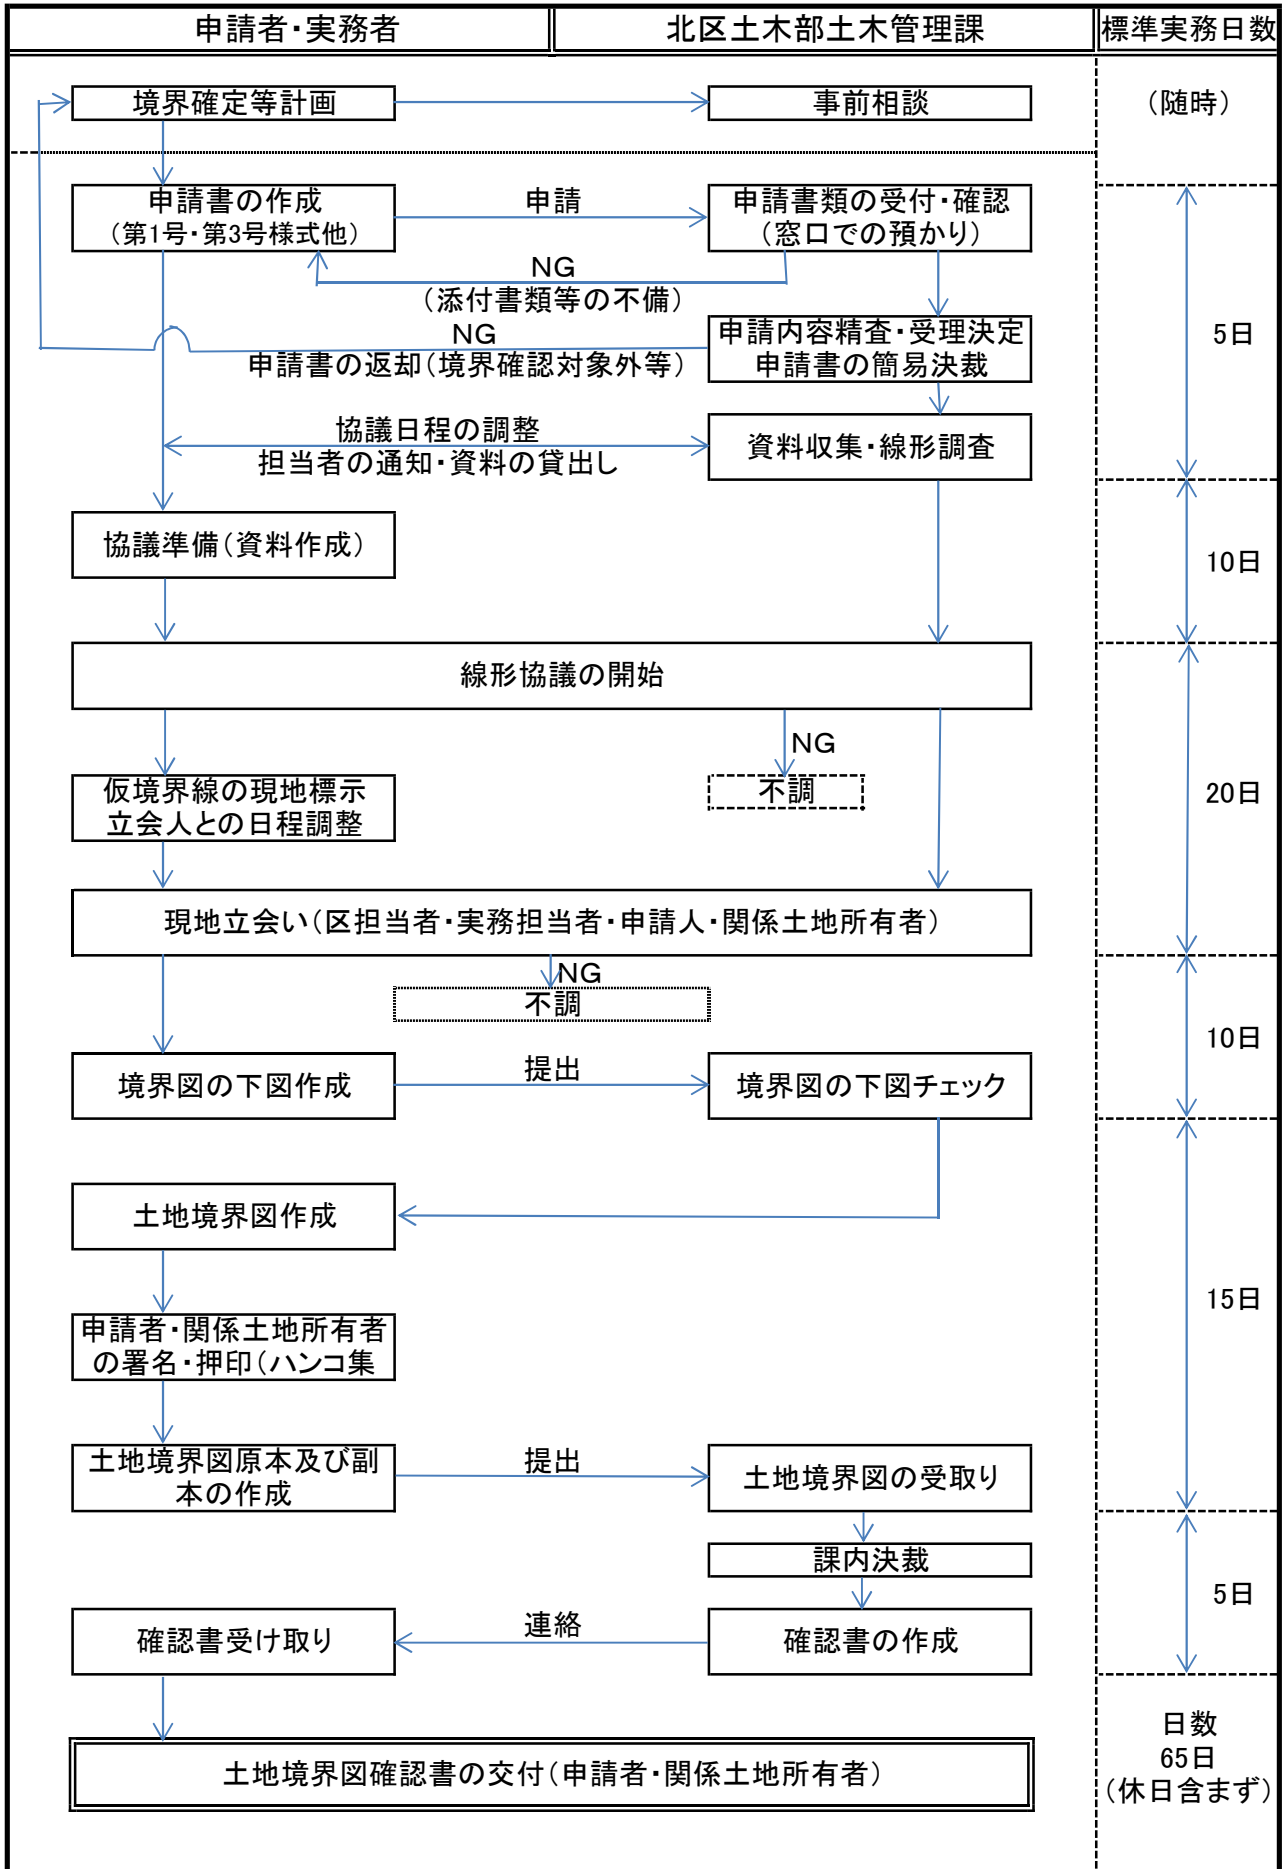 申請者・実務者
北区土木部土木管理課
標準実務日数
境界確定等計画
事前相談
（随時）
申請書の作成
（第1号・第3号様式他）
申請
申請書類の受付・確認
（窓口での預かり）
NG
（添付書類等の不備）
NG
申請書の返却（境界確認対象外等）
申請内容精査・受理決定
申請書の簡易決裁
5日
協議日程の調整
担当者の通知・資料の貸出し
資料収集・線形調査
協議準備（資料作成）
10日
線形協議の開始
NG
不調
仮境界線の現地標示
立会人との日程調整
20日
現地立会い（区担当者・実務担当者・申請人・関係土地所有者）
NG
不調
10日
境界図の下図作成
提出
境界図の下図チェック
土地境界図作成
15日
申請者・関係土地所有者
の署名・押印（ハンコ集
土地境界図原本及び副
本の作成
提出
土地境界図の受取り
課内決裁
5日
確認書受け取り
連絡
確認書の作成
土地境界図確認書の交付（申請者・関係土地所有者）
日数
65日
（休日含まず）